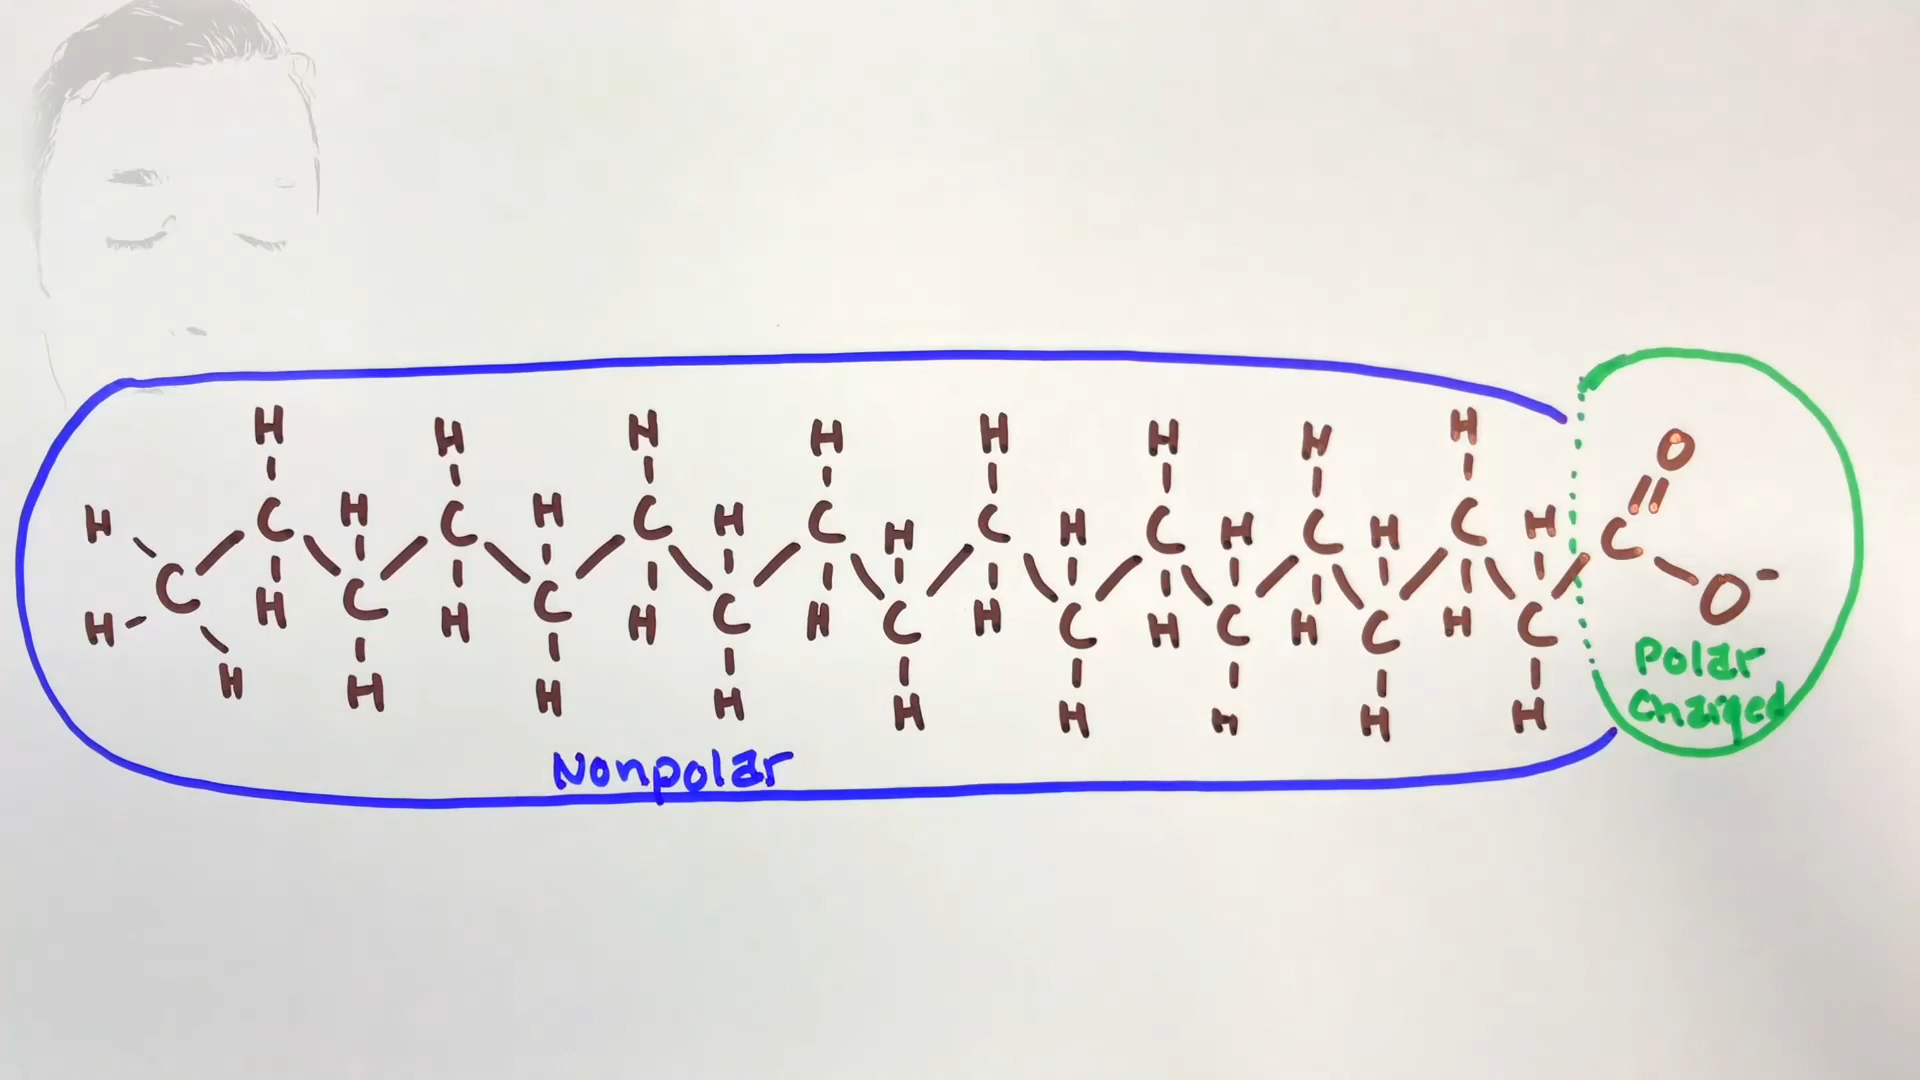 H H H H H H H H
H H H H H H H H H O
C C C C C C C C C
H C C C C C C C C O⁻
H H H H H H H H
H H H H H H H H H
Polar
charged
Nonpolar